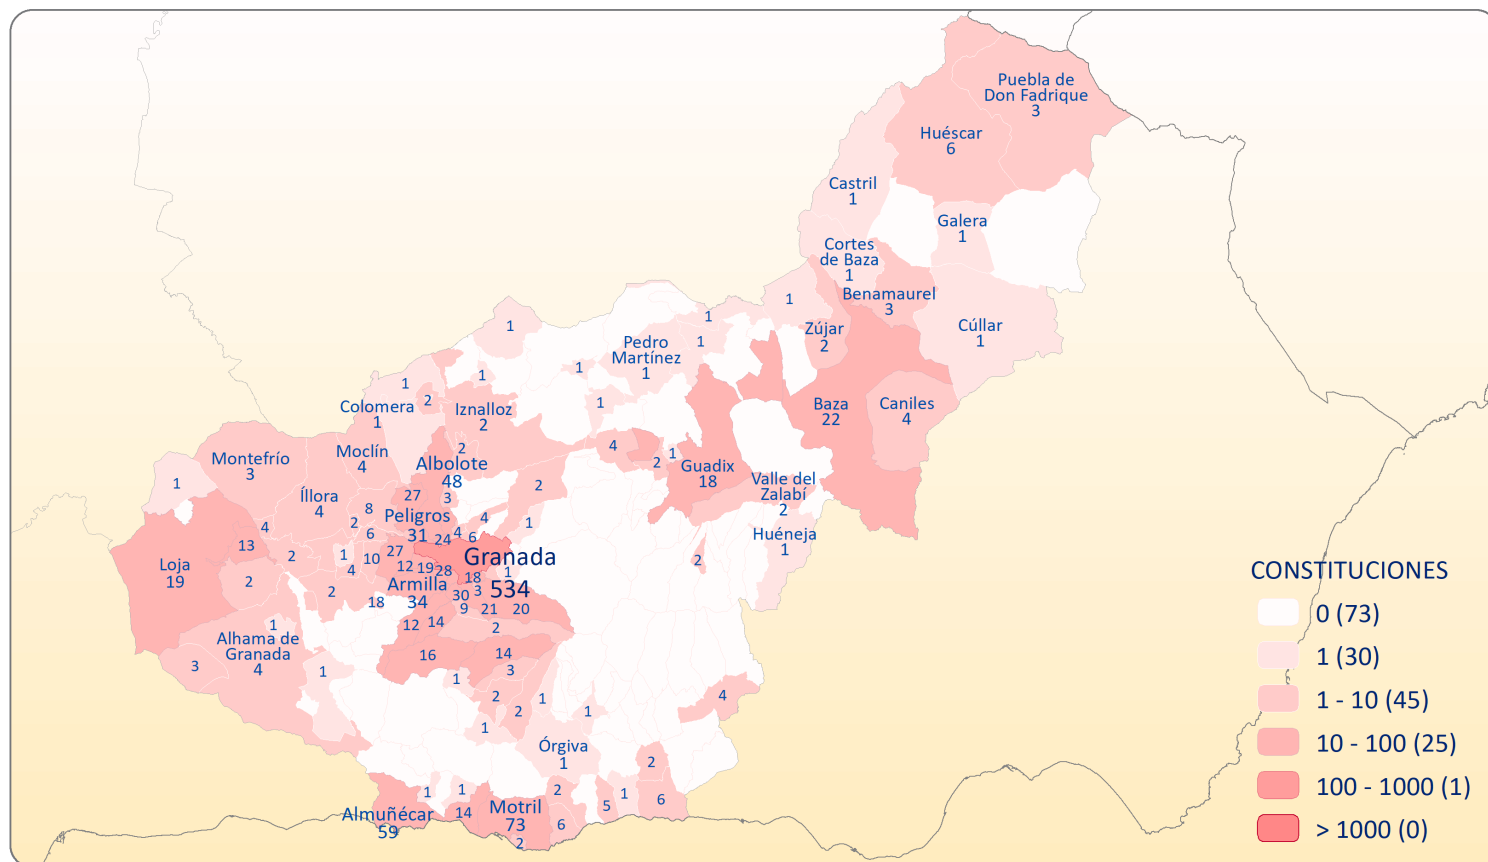 Puebla de
Don Fadrique
3
Huéscar
6
Castril
1
Galera
1
Cortes
de Baza
1
Benamaurel
3
1
1
Zújar
2
Cúllar
1
1
1
Pedro
Martínez
1
1
1
1
2
Colomera
1
Iznalloz
2
1
Baza
22
Caniles
4
Moclín
4
2
4
2
1
Montefrío
3
Albolote
48
Guadix
18
Valle del
Zalabí
2
1
Íllora
4
27
3
2
8
2
Peligros
31
4
1
Huéneja
1
4
6
24
4
6
13
2
1
10
27
Granada
534
2
Loja
19
4
12
19
28
18
1
2
2
Armilla
34
30
3
18
9
21
20
1
12
14
2
Alhama de
Granada
4
3
16
14
1
1
3
2
1
4
2
1
1
Órgiva
1
2
1
1
2
5
1
6
Almuñécar
59
14
Motril
73
6
2
CONSTITUCIONES
0 (73)
1 (30)
1 - 10 (45)
10 - 100 (25)
100 - 1000 (1)
> 1000 (0)